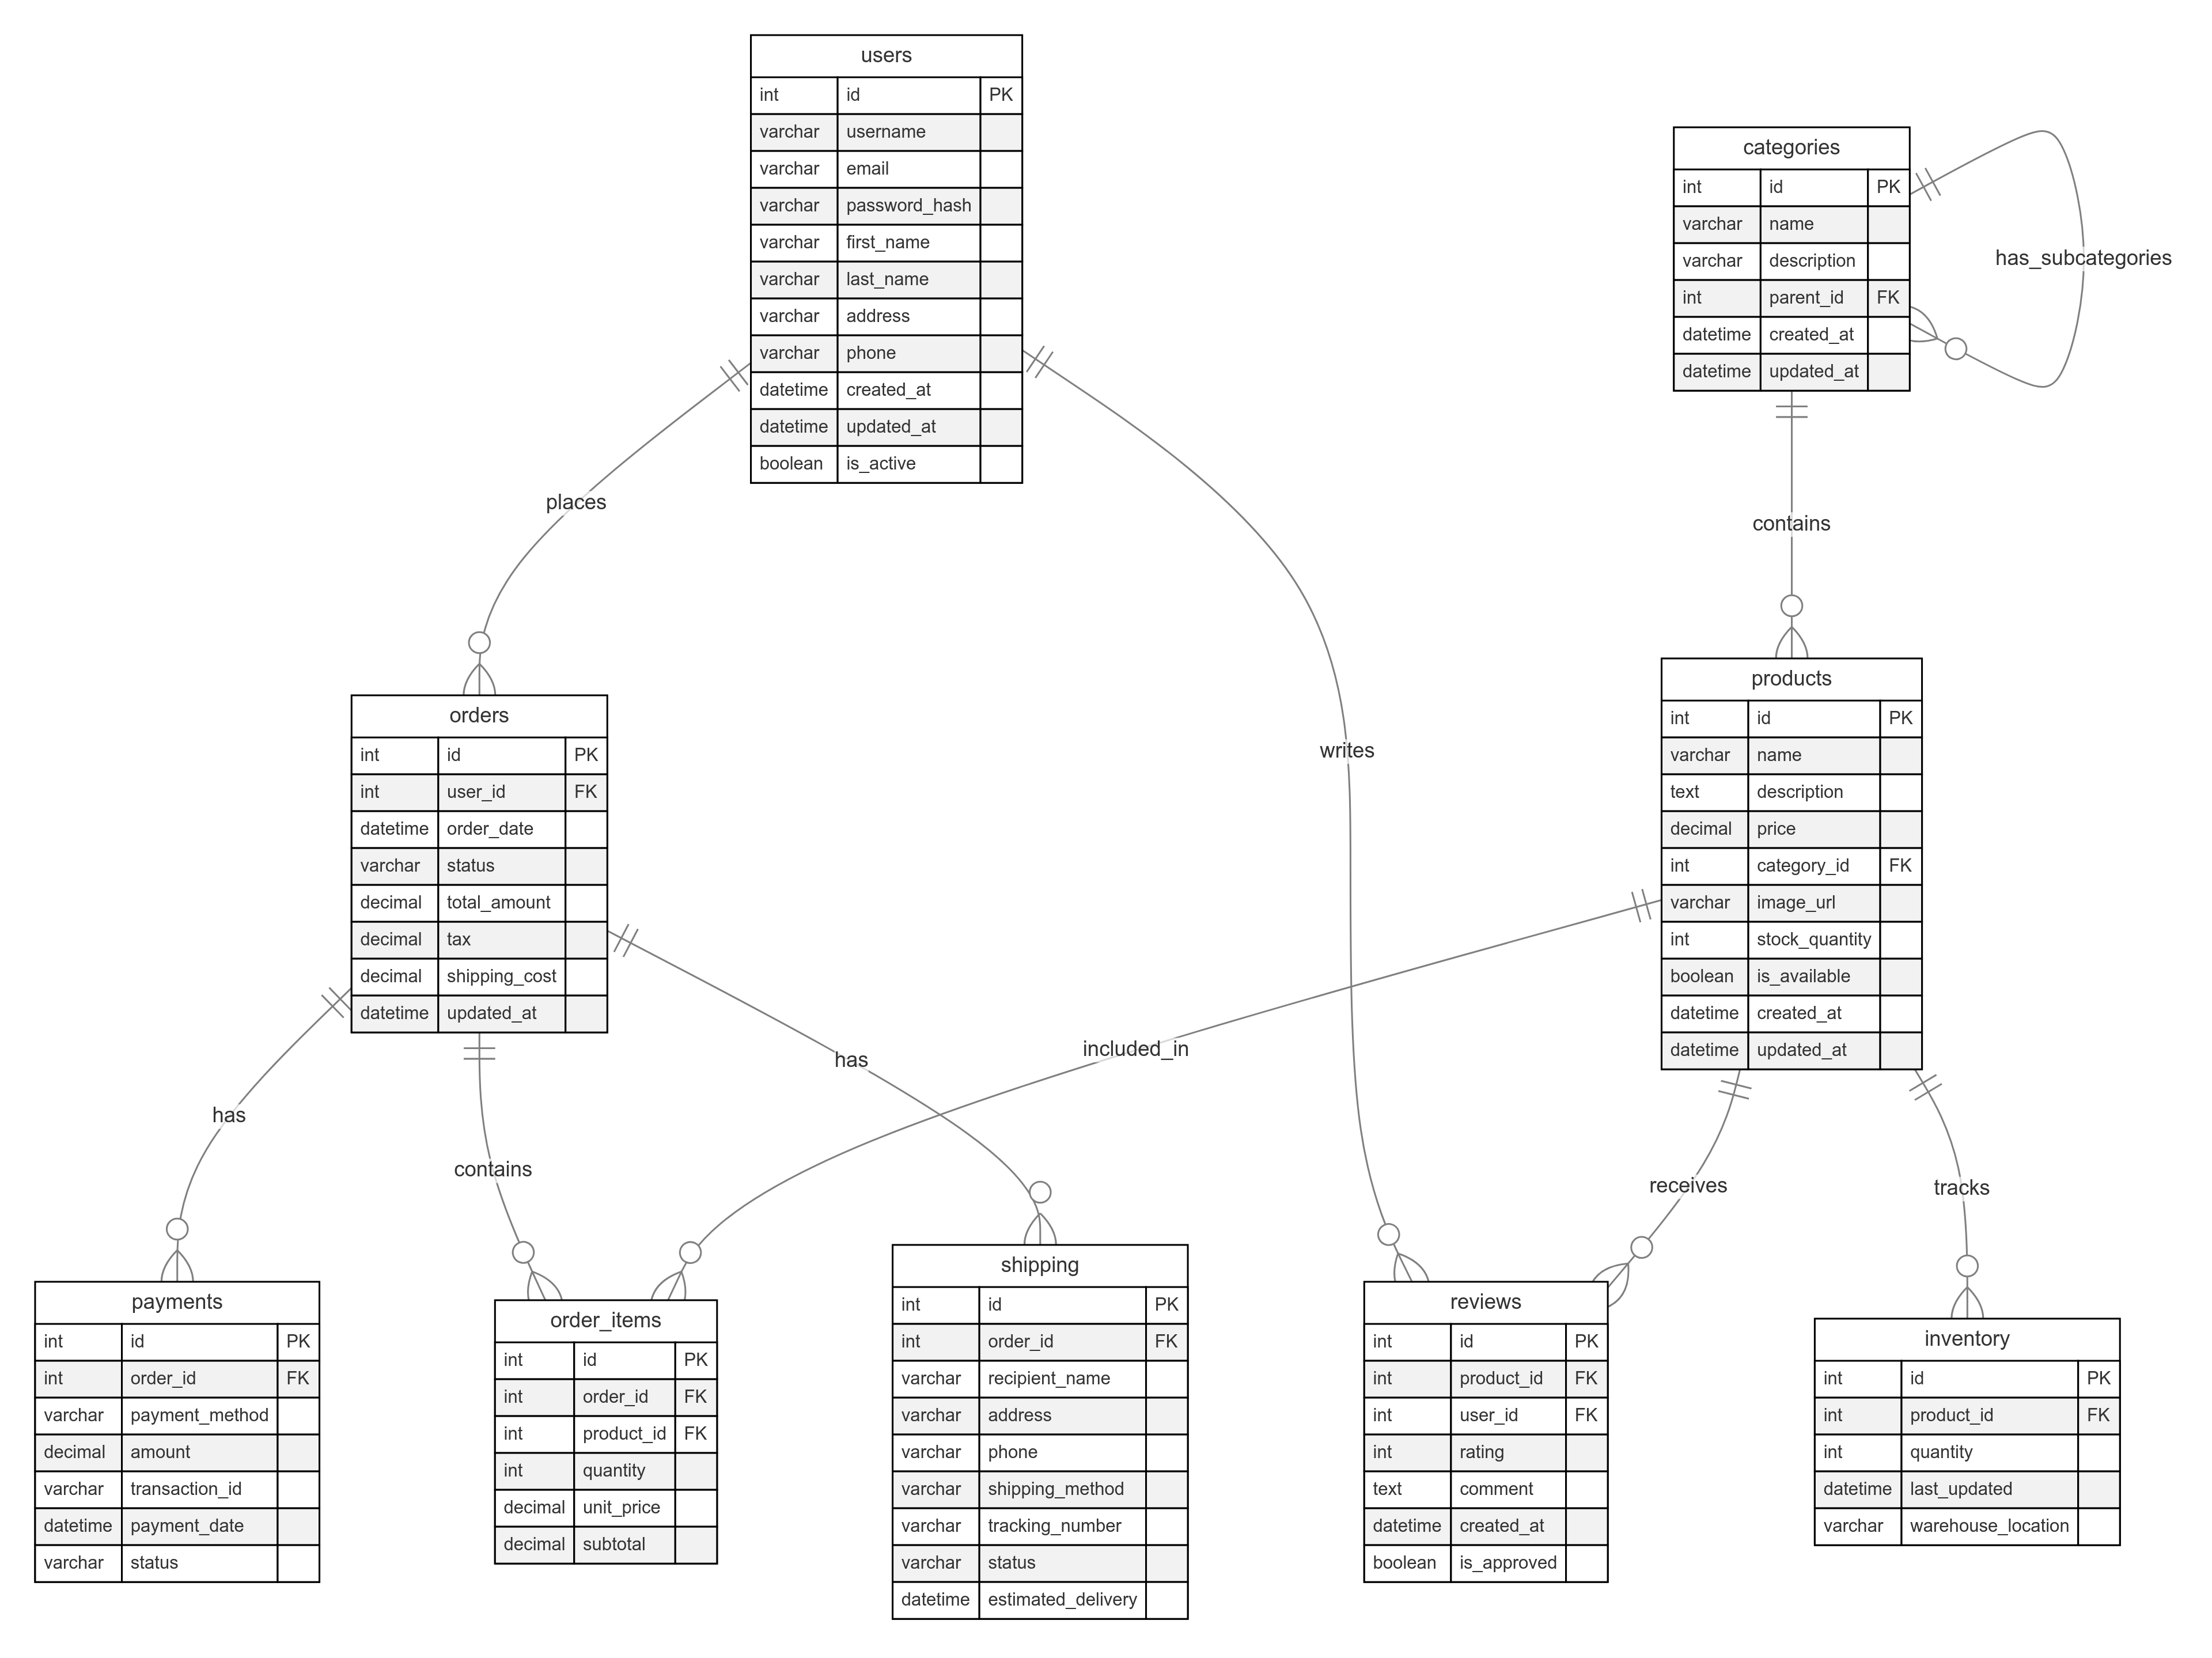 users
int id PK
varchar username
varchar email
varchar password_hash
varchar first_name
varchar last_name
varchar address
varchar phone
datetime created_at
datetime updated_at
boolean is_active
categories
int id PK
varchar name
varchar description
int parent_id FK
datetime created_at
datetime updated_at
has_subcategories
places
contains
orders
int id PK
int user_id FK
datetime order_date
varchar status
decimal total_amount
decimal tax
decimal shipping_cost
datetime updated_at
writes
products
int id PK
varchar name
text description
decimal price
int category_id FK
varchar image_url
int stock_quantity
boolean is_available
datetime created_at
datetime updated_at
has
contains
has
included_in
receives
tracks
payments
int id PK
int order_id FK
varchar payment_method
decimal amount
varchar transaction_id
datetime payment_date
varchar status
order_items
int id PK
int order_id FK
int product_id FK
int quantity
decimal unit_price
decimal subtotal
shipping
int id PK
int order_id FK
varchar recipient_name
varchar address
varchar phone
varchar shipping_method
varchar tracking_number
varchar status
datetime estimated_delivery
reviews
int id PK
int product_id FK
int user_id FK
int rating
text comment
datetime created_at
boolean is_approved
inventory
int id PK
int product_id FK
int quantity
datetime last_updated
varchar warehouse_location